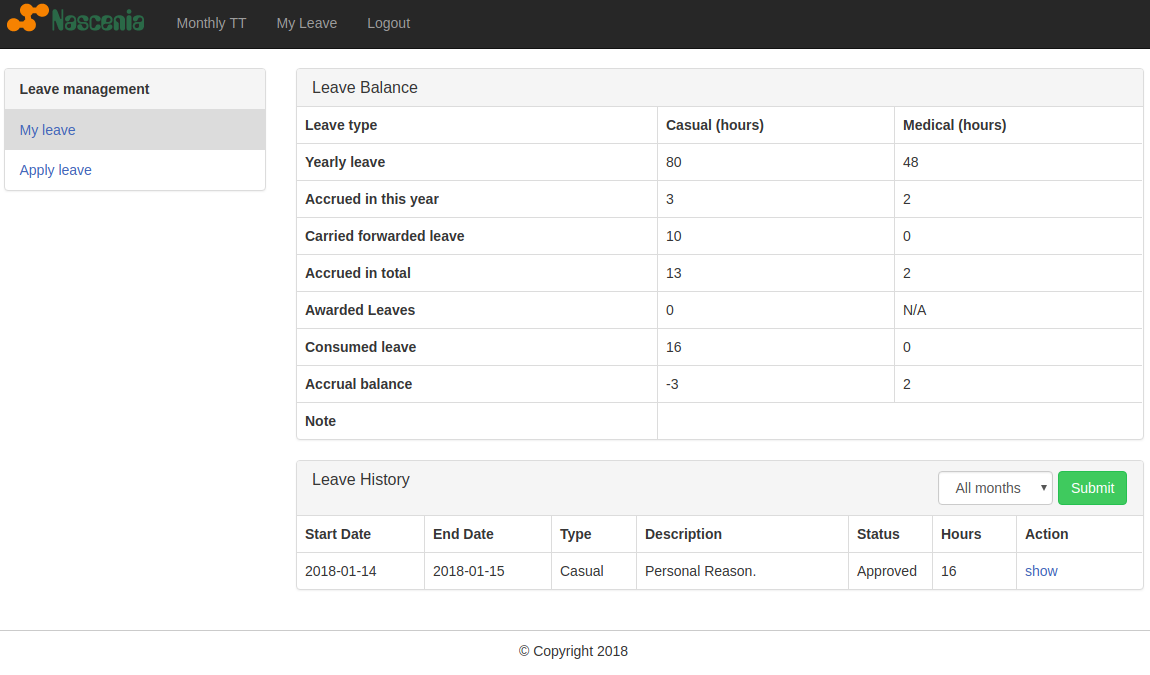 Nascenia Monthly TT My Leave Logout
Leave management
My leave
Apply leave
Leave Balance
Leave type Casual (hours) Medical (hours)
Yearly leave 80 48
Accrued in this year 3 2
Carried forwarded leave 10 0
Accrued in total 13 2
Awarded Leaves 0 N/A
Consumed leave 16 0
Accrual balance -3 2
Note
Leave History All months Submit
Start Date End Date Type Description Status Hours Action
2018-01-14 2018-01-15 Casual Personal Reason. Approved 16 show
© Copyright 2018